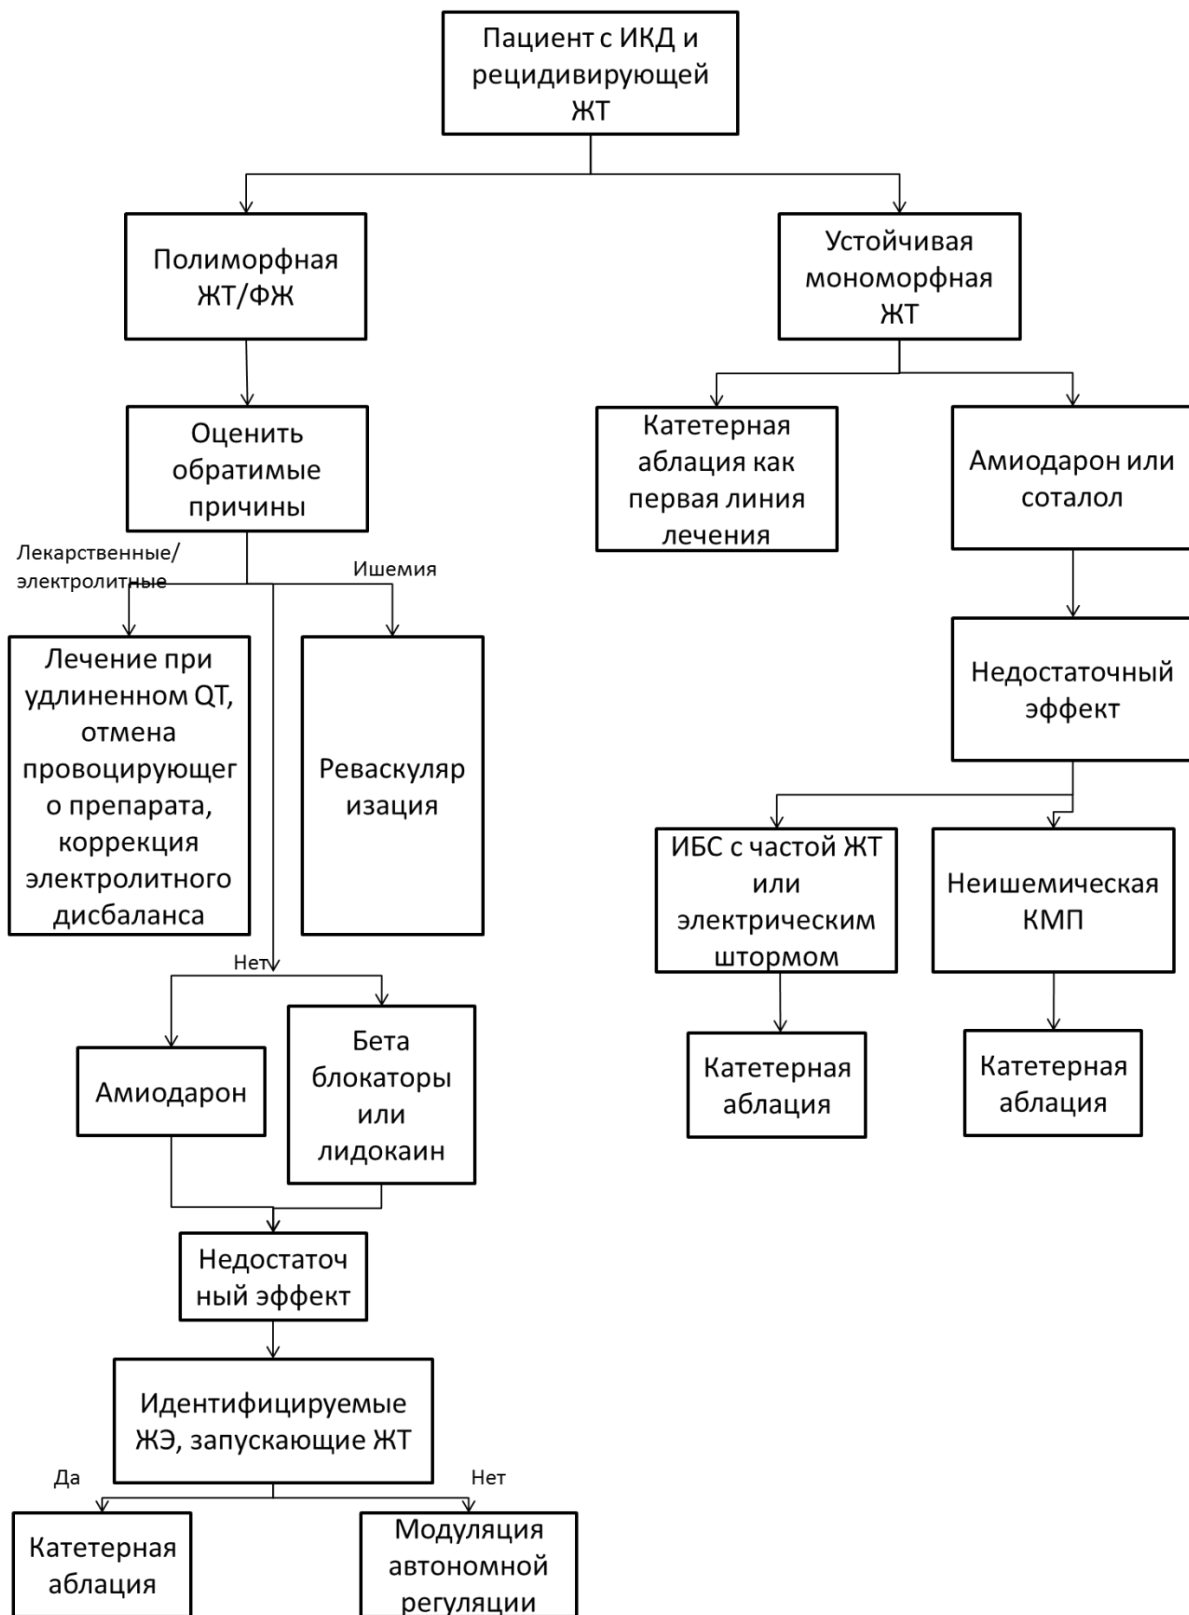 Пациент с ИКД и
рецидивирующей
ЖТ
Полиморфная
ЖТ/ФЖ
Устойчивая
мономорфная
ЖТ
Оценить
обратимые
причины
Катетерная
аблация как
первая линия
лечения
Амиодарон или
соталол
Лекарственные/
электролитные
Ишемия
Лечение при
удлиненном QT,
отмена
провоцирующег
о препарата,
коррекция
электролитного
дисбаланса
Реваскуляр
изация
Недостаточный
эффект
ИБС с частой ЖТ
или
электрическим
штормом
Неишемическая
КМП
Нет
Амиодарон
Бета
блокаторы
или
лидокаин
Катетерная
аблация
Катетерная
аблация
Недостаточ
ный эффект
Идентифицируемые
ЖЭ, запускающие ЖТ
Да
Нет
Катетерная
аблация
Модуляция
автономной
регуляции